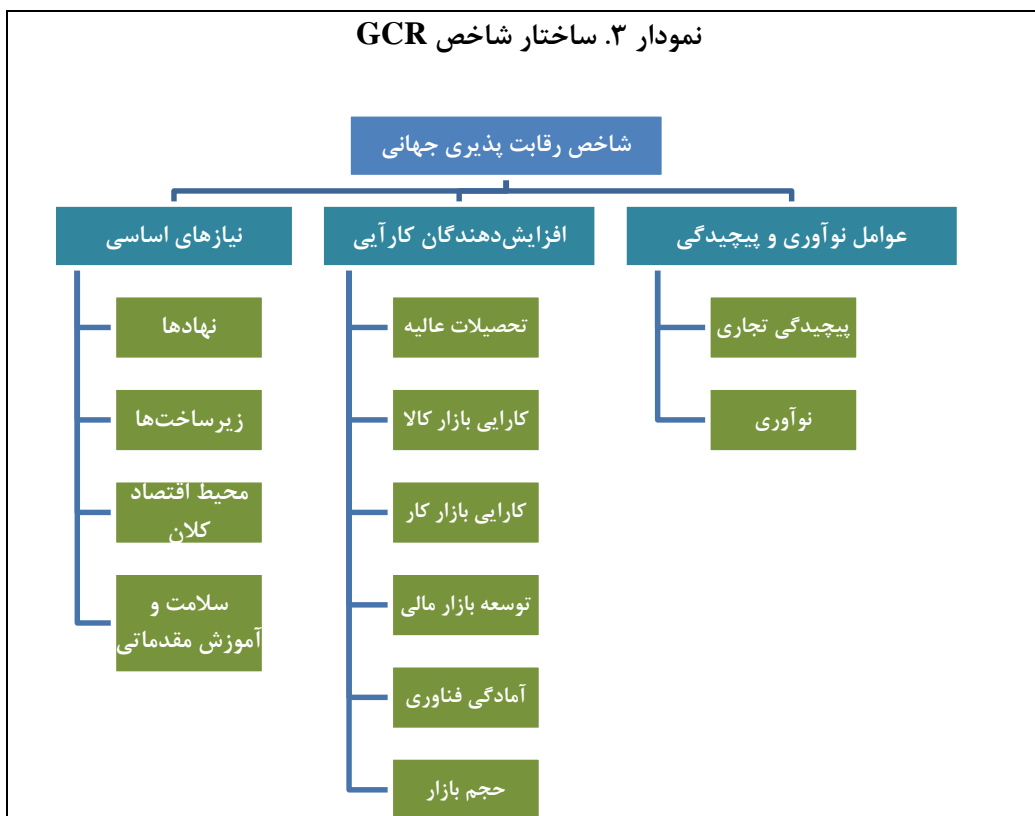 نمودار ۳. ساختار شاخص GCR
شاخص رقابت پذیری جهانی
نیازهای اساسی
نهادها
زیرساخت‌ها
محیط اقتصاد
کلان
سلامت و
آموزش مقدماتی
افزایش‌دهندگان کارآیی
تحصیلات عالیه
کارایی بازار کالا
کارایی بازار کار
توسعه بازار مالی
آمادگی فناوری
حجم بازار
عوامل نوآوری و پیچیدگی
پیچیدگی تجاری
نوآوری